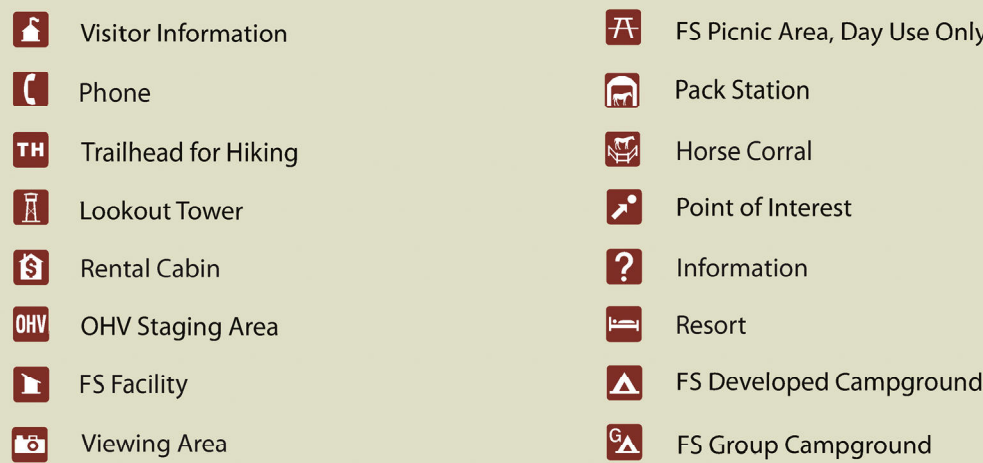 Visitor Information
Phone
TH Trailhead for Hiking
Lookout Tower
$ Rental Cabin
OHV OHV Staging Area
FS Facility
Viewing Area
FS Picnic Area, Day Use Only
Pack Station
Horse Corral
Point of Interest
? Information
Resort
FS Developed Campground
G FS Group Campground